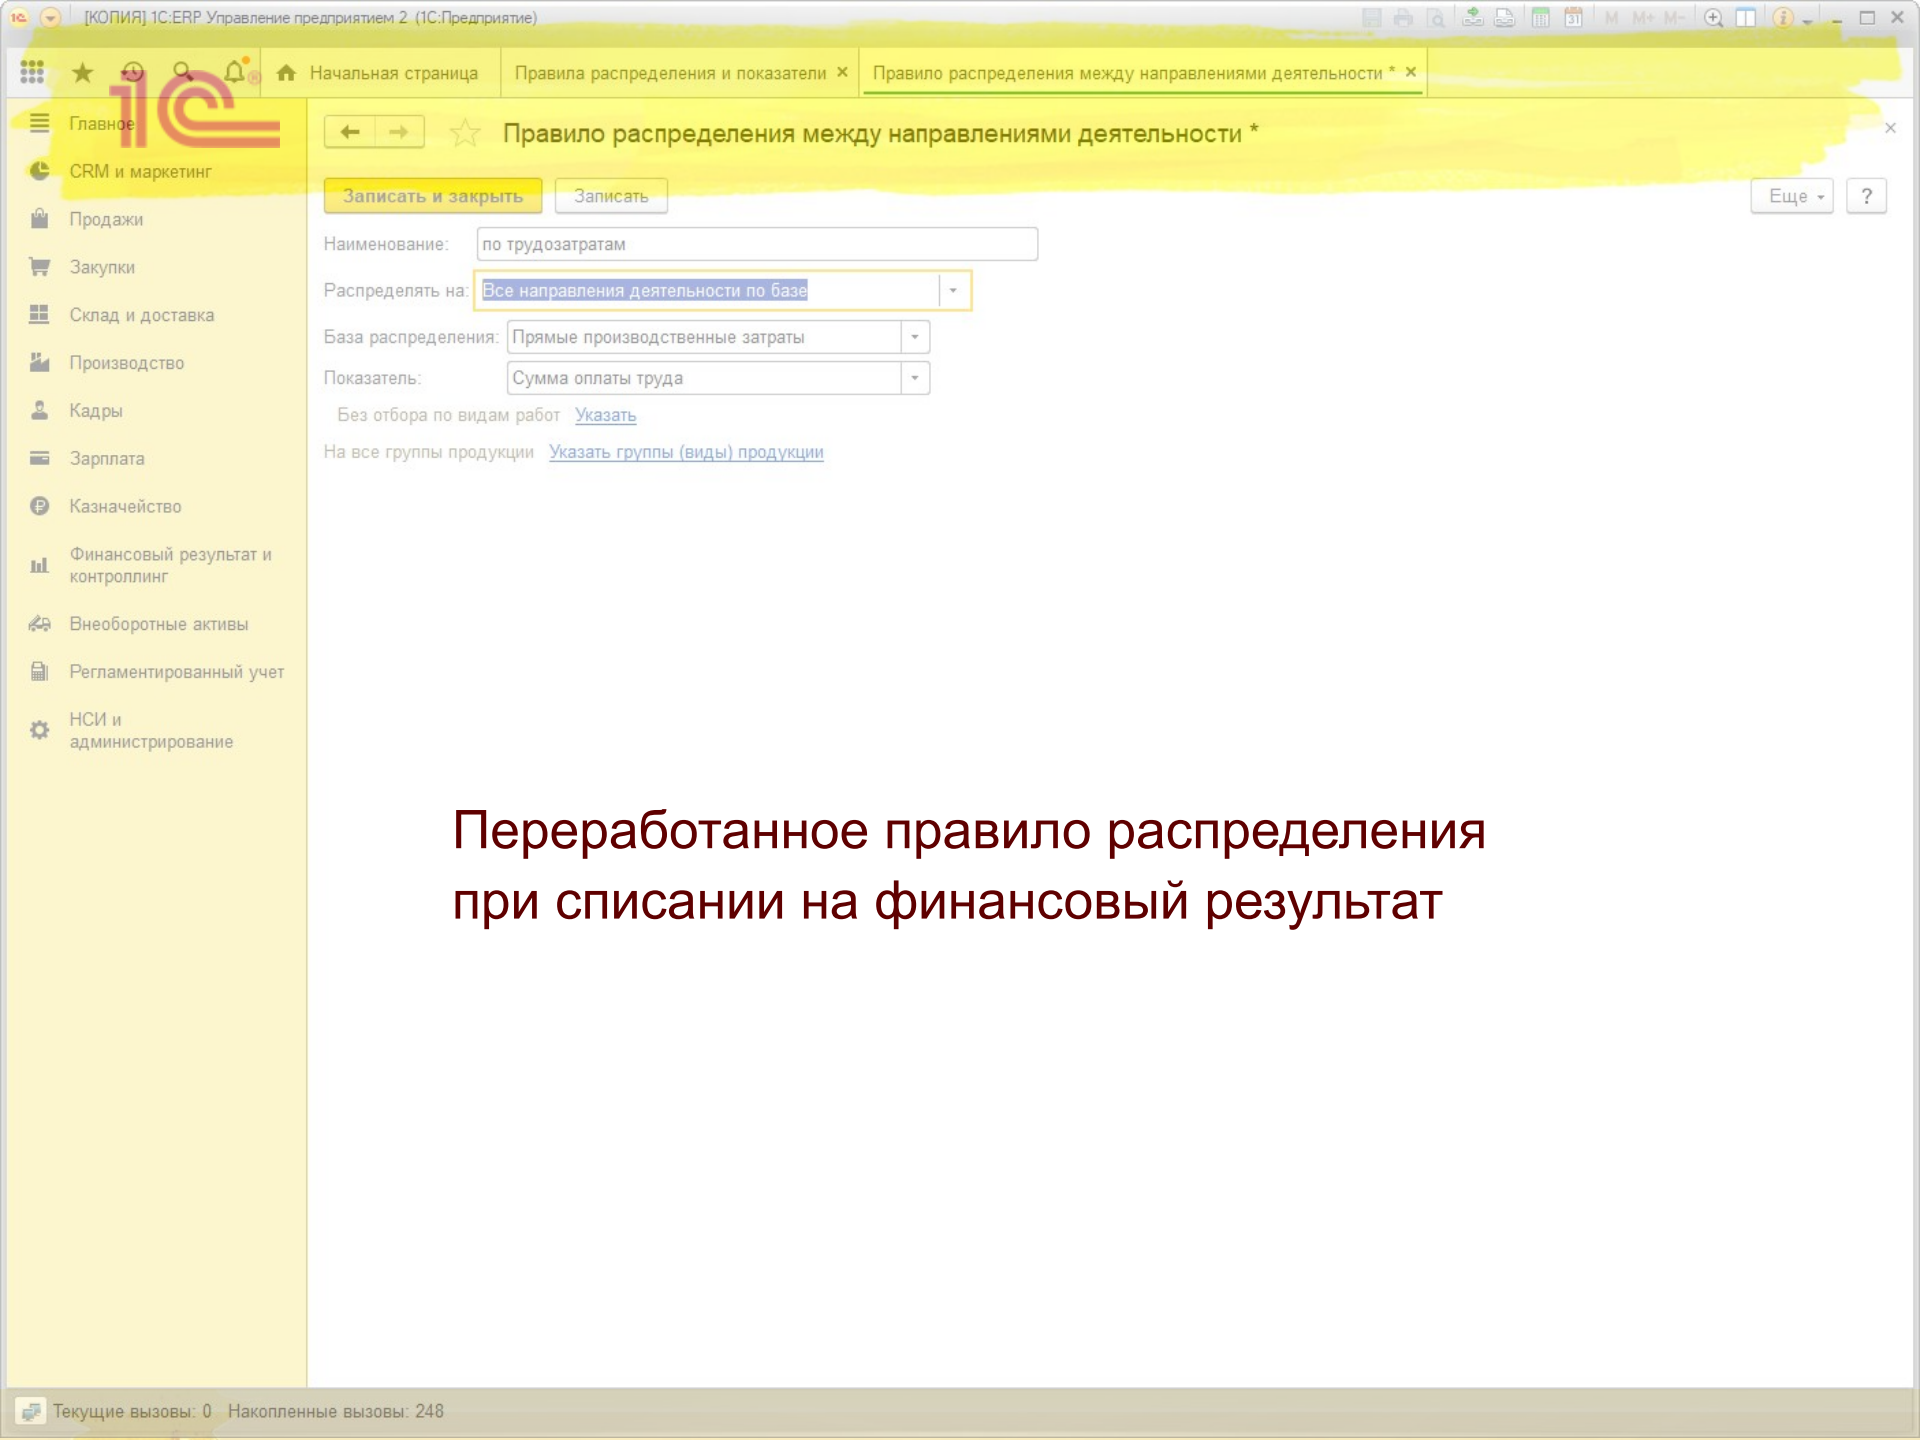 [КОПИЯ] 1С:ERP Управление предприятием 2 (1С:Предприятие)
M M+ M-
31
Начальная страница
Правила распределения и показатели ×
Правило распределения между направлениями деятельности * ×
1С®
Главное
CRM и маркетинг
Продажи
Закупки
Склад и доставка
Производство
Кадры
Зарплата
Казначейство
Финансовый результат и
контроллинг
Внеоборотные активы
Регламентированный учет
НСИ и
администрирование
Правило распределения между направлениями деятельности *
Записать и закрыть
Записать
Еще
?
Наименование: по трудозатратам
Распределять на: Все направления деятельности по базе
База распределения: Прямые производственные затраты
Показатель: Сумма оплаты труда
Без отбора по видам работ Указать
На все группы продукции Указать группы (виды) продукции
Переработанное правило распределения
при списании на финансовый результат
Текущие вызовы: 0 Накопленные вызовы: 248